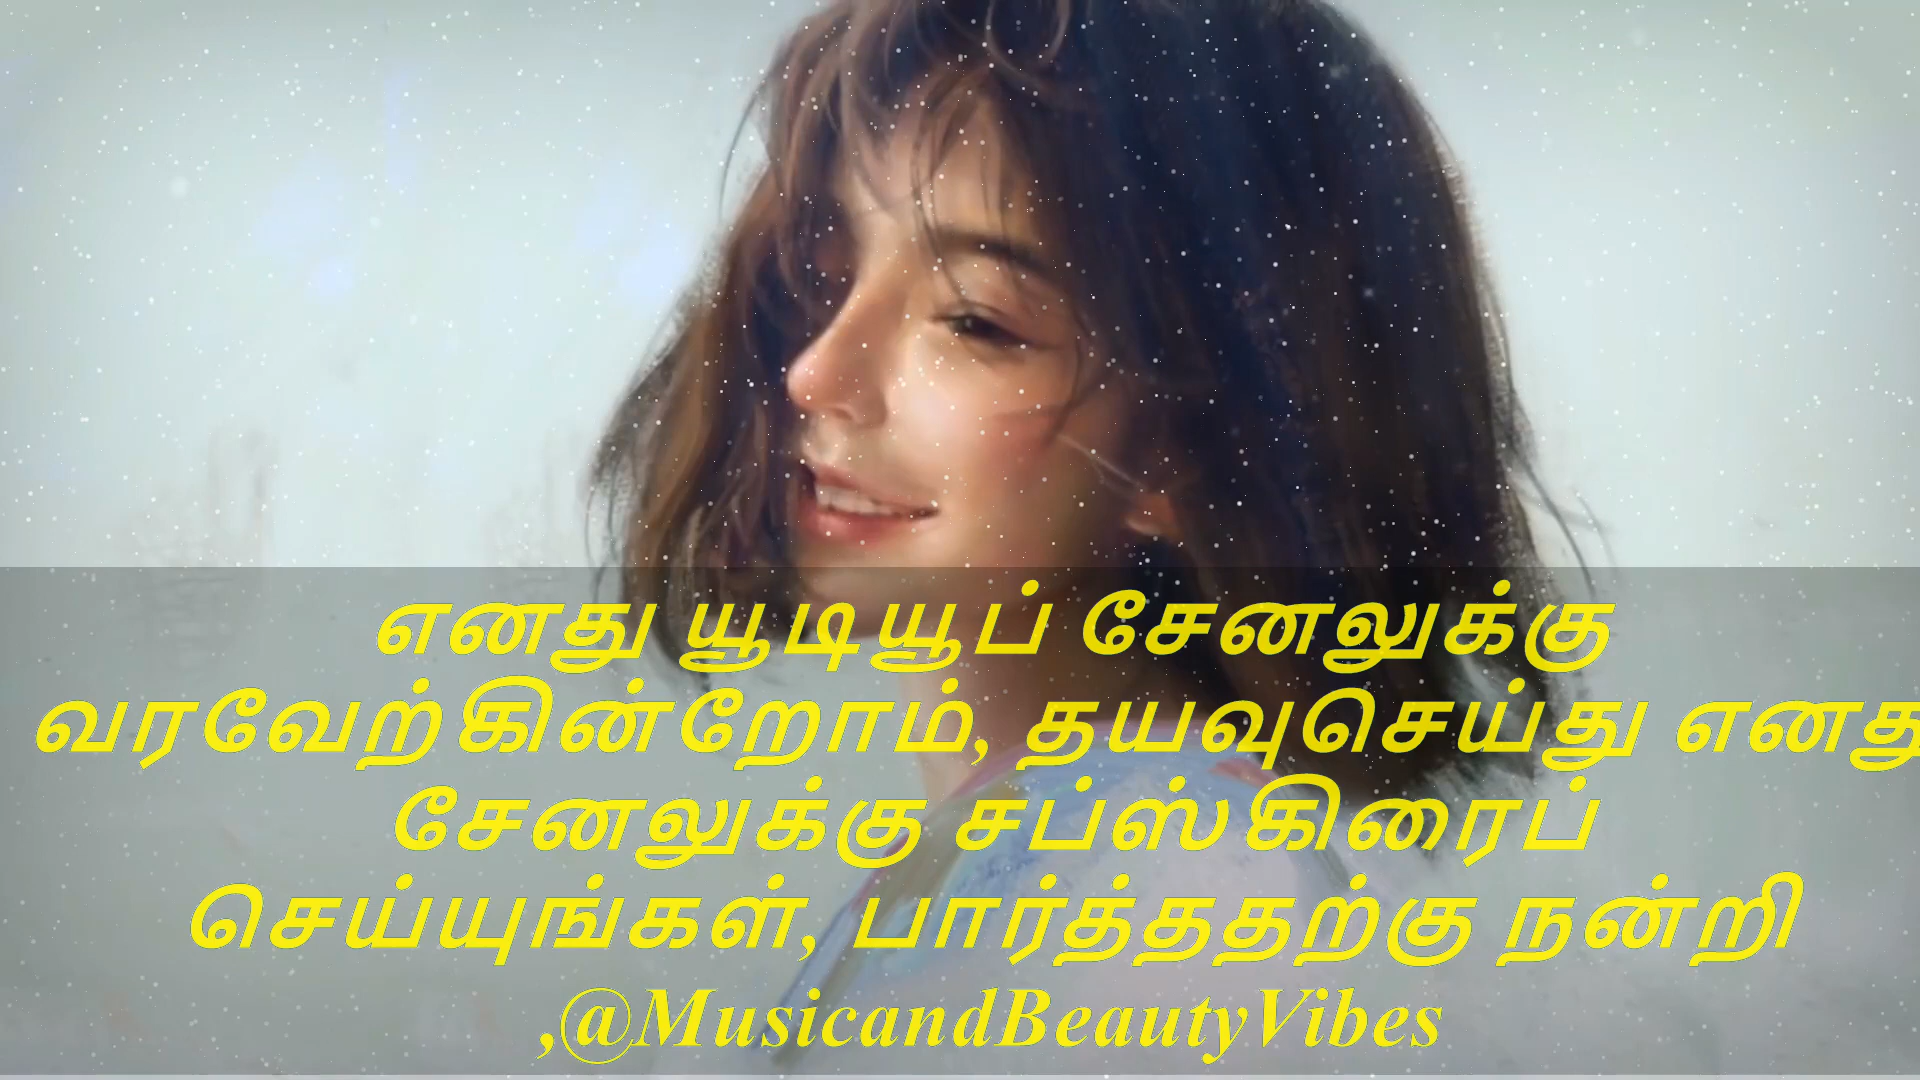 எனது யூடியூப் சேனலுக்கு
வரவேற்கின்றோம், தயவுசெய்து எனது
சேனலுக்கு சப்ஸ்கிரைப்
செய்யுங்கள், பார்த்ததற்கு நன்றி
,@MusicandBeautyVibes